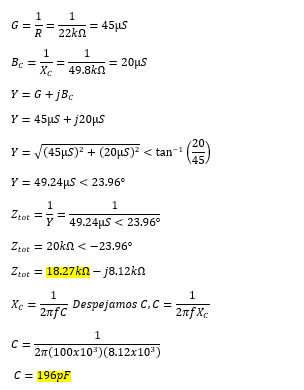 G = 1/R = 1/22kΩ = 45µS
B_C = 1/X_C = 1/49.8kΩ = 20µS
Y = G + jB_C
Y = 45µS + j20µS
Y = √((45µS)² + (20µS)²) < tan⁻¹ (20/45)
Y = 49.24µS < 23.96°
Z_tot = 1/Y = 1/49.24µS < 23.96°
Z_tot = 20kΩ < −23.96°
Z_tot = 18.27kΩ − j8.12kΩ
X_C = 1/2πfC Despejamos C, C = 1/2πfX_C
C = 1/2π(100x10³)(8.12x10³)
C = 196pF